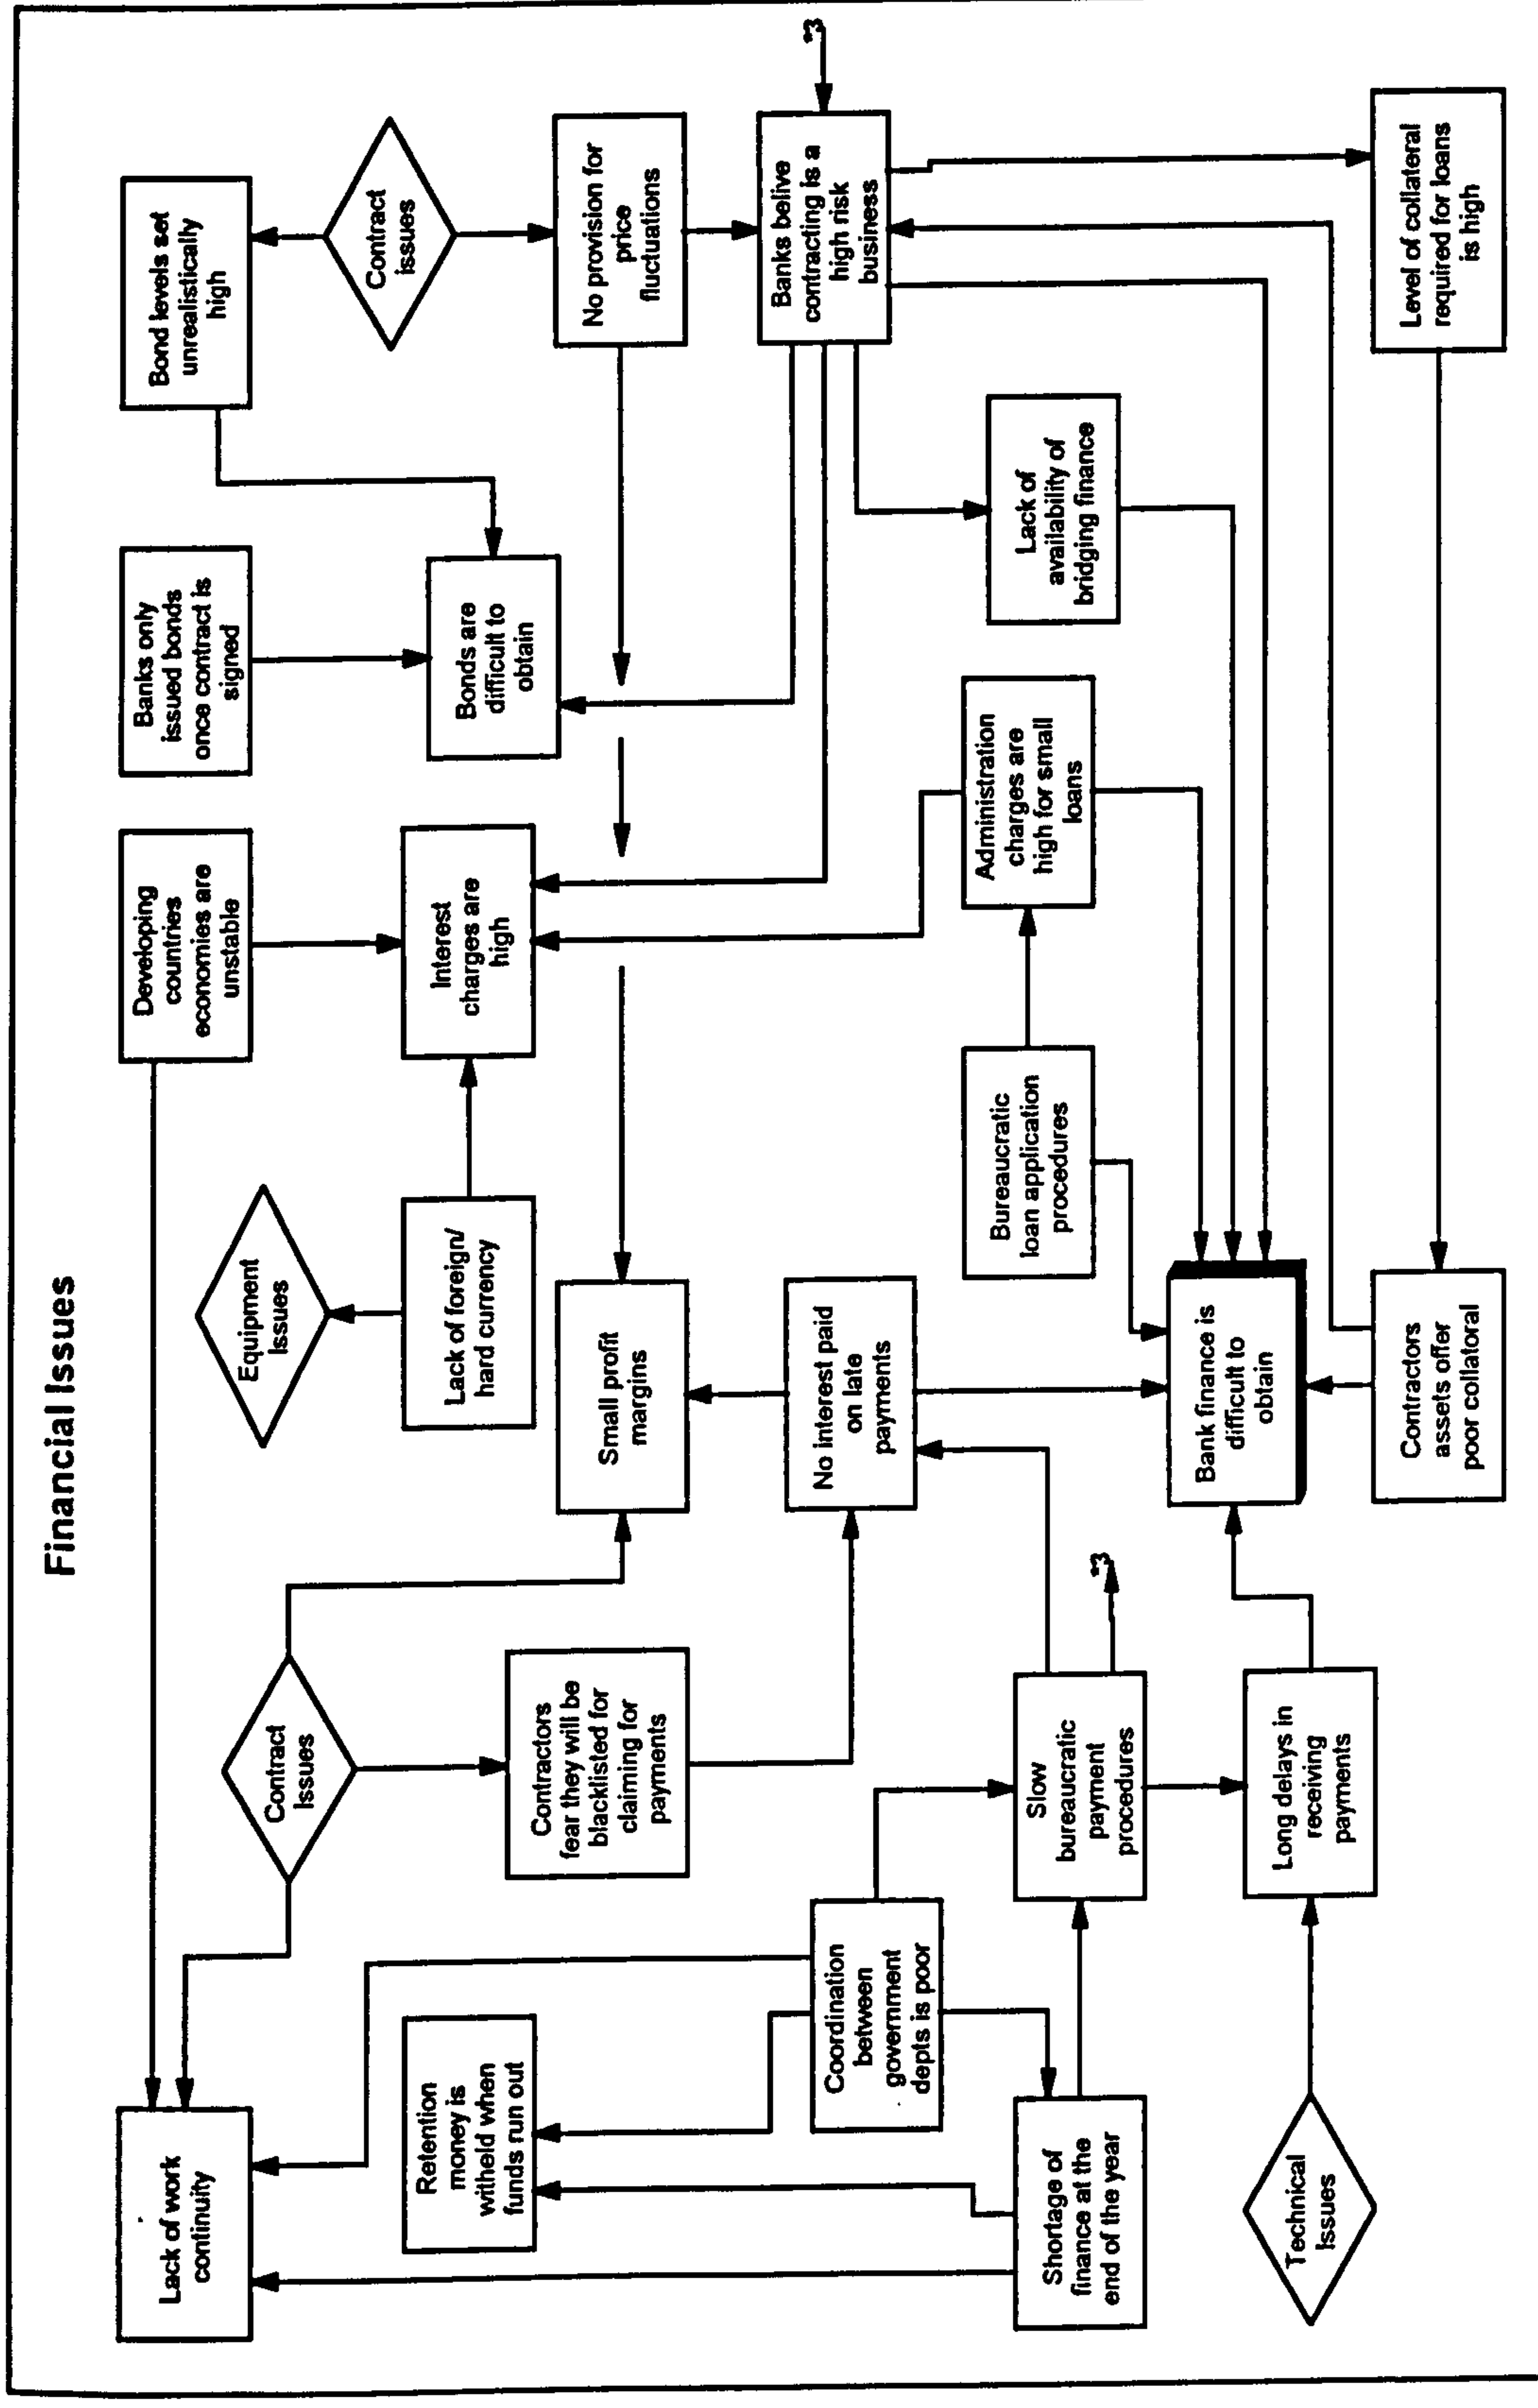 Financial Issues
Lack of work
continuity
Developing
countries
economies are
unstable
Banks only
issued bonds
once contract is
signed
Bond levels set
unrealistically
high
Contract
Issues
Equipment
Issues
Contract
issues
Retention
money is
witheld when
funds run out
Lack of foreign/
hard currency
Interest
charges are
high
Bonds are
difficult to
obtain
Contractors
fear they will be
blacklisted for
claiming for
payments
Small profit
margins
No provision for
price
fluctuations
Coordination
between
government
depts is poor
No interest paid
on late
payments
Banks belive
contracting is a
high risk
business
*3
Shortage of
finance at the
end of the year
Slow
bureaucratic
payment
procedures
*3
Bureaucratic
loan application
procedures
Administration
charges are
high for small
loans
Lack of
availability of
bridging finance
Technical
Issues
Long delays in
receiving
payments
Bank finance is
difficult to
obtain
Contractors
assets offer
poor collatoral
Level of collateral
required for loans
is high